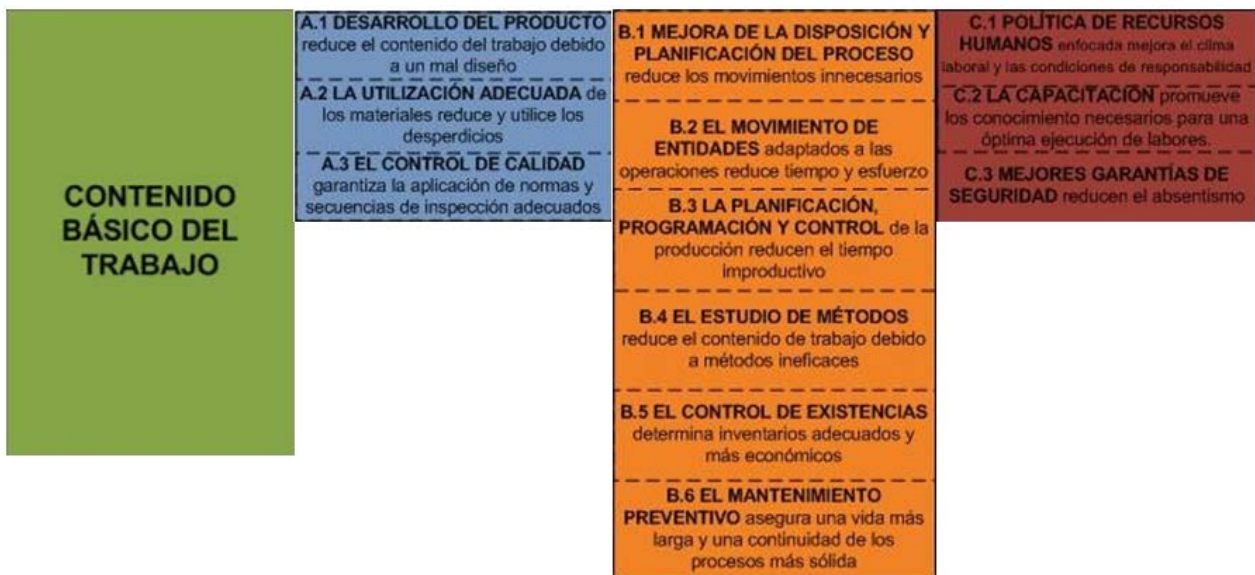 CONTENIDO
BÁSICO DEL
TRABAJO
A.1 DESARROLLO DEL PRODUCTO
reduce el contenido del trabajo debido
a un mal diseño
A.2 LA UTILIZACIÓN ADECUADA de
los materiales reduce y utilice los
desperdicios
A.3 EL CONTROL DE CALIDAD
garantiza la aplicación de normas y
secuencias de inspección adecuados
B.1 MEJORA DE LA DISPOSICIÓN Y
PLANIFICACIÓN DEL PROCESO
reduce los movimientos innecesarios
B.2 EL MOVIMIENTO DE
ENTIDADES adaptados a las
operaciones reduce tiempo y esfuerzo
B.3 LA PLANIFICACIÓN,
PROGRAMACIÓN Y CONTROL de la
producción reducen el tiempo
improductivo
B.4 EL ESTUDIO DE MÉTODOS
reduce el contenido de trabajo debido
a métodos ineficaces
B.5 EL CONTROL DE EXISTENCIAS
determina inventarios adecuados y
más económicos
B.6 EL MANTENIMIENTO
PREVENTIVO asegura una vida más
larga y una continuidad de los
procesos más sólida
C.1 POLÍTICA DE RECURSOS
HUMANOS enfocada mejora el clima
laboral y las condiciones de responsabilidad
C.2 LA CAPACITACIÓN promueve
los conocimiento necesarios para una
óptima ejecución de labores.
C.3 MEJORES GARANTÍAS DE
SEGURIDAD reducen el absentismo